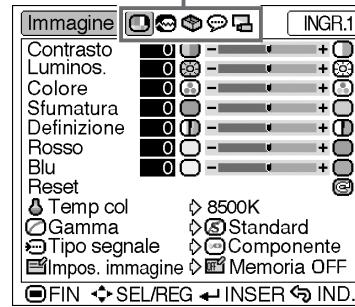 Immagine INGR.1
Contrasto 0 - +
Luminos. 0 - +
Colore 0 - +
Sfumatura 0 - +
Definizione 0 - +
Rosso 0 - +
Blu 0 - +
Reset
Temp col 8500K
Gamma S Standard
Tipo segnale Componente
Impos. immagine Memoria OFF
FIN SEL/REG INSER IND.